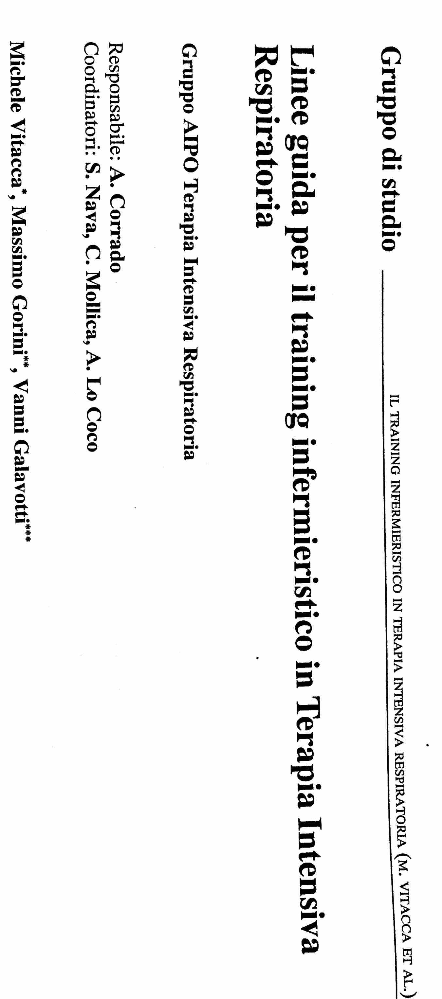 IL TRAINING INFERMIERISTICO IN TERAPIA INTENSIVA RESPIRATORIA (M. VITACCA ET AL.)
Gruppo di studio
Linee guida per il training infermieristico in Terapia Intensiva
Respiratoria
Gruppo AIPO Terapia Intensiva Respiratoria
Responsabile: A. Corrado
Coordinatori: S. Nava, C. Mollica, A. Lo Coco
Michele Vitacca*, Massimo Gorini**, Vanni Galavotti***